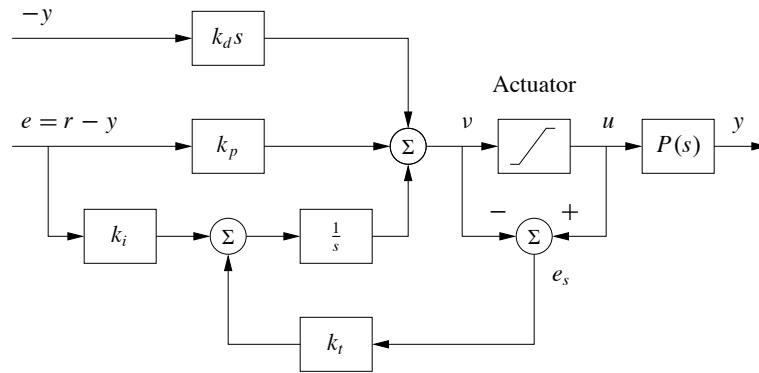 −y
k_d s
Actuator
e = r − y
k_p
Σ
ν
u
P(s)
y
k_i
Σ
1/s
−
+
Σ
e_s
k_t